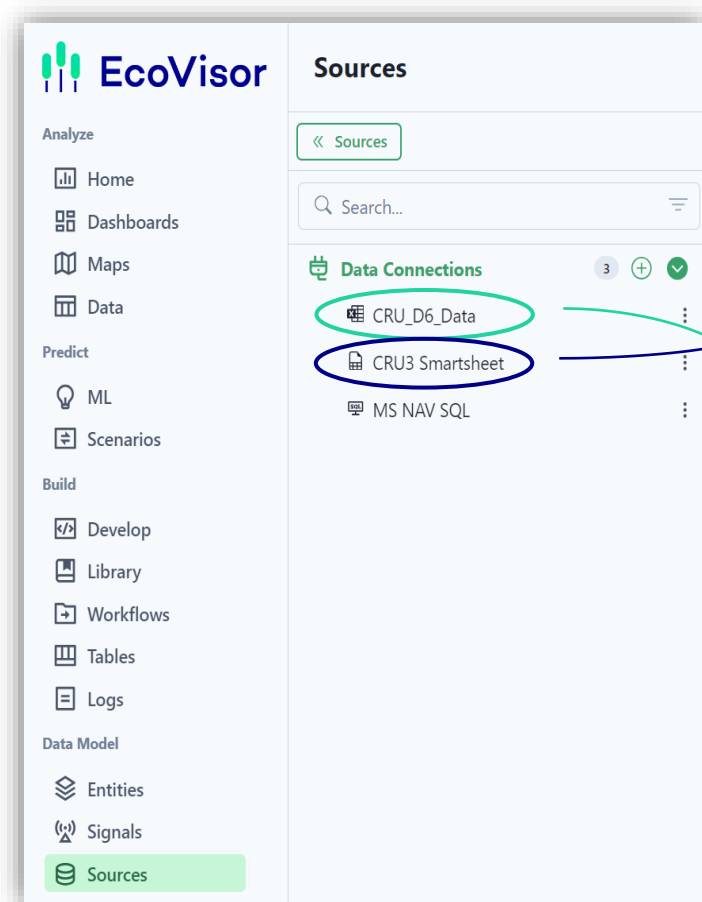 EcoVisor
Analyze
Home
Dashboards
Maps
Data
Predict
ML
Scenarios
Build
Develop
Library
Workflows
Tables
Logs
Data Model
Entities
Signals
Sources
Sources
Sources
Search...
Data Connections 3
CRU_D6_Data
CRU3 Smartsheet
SQL MS NAV SQL